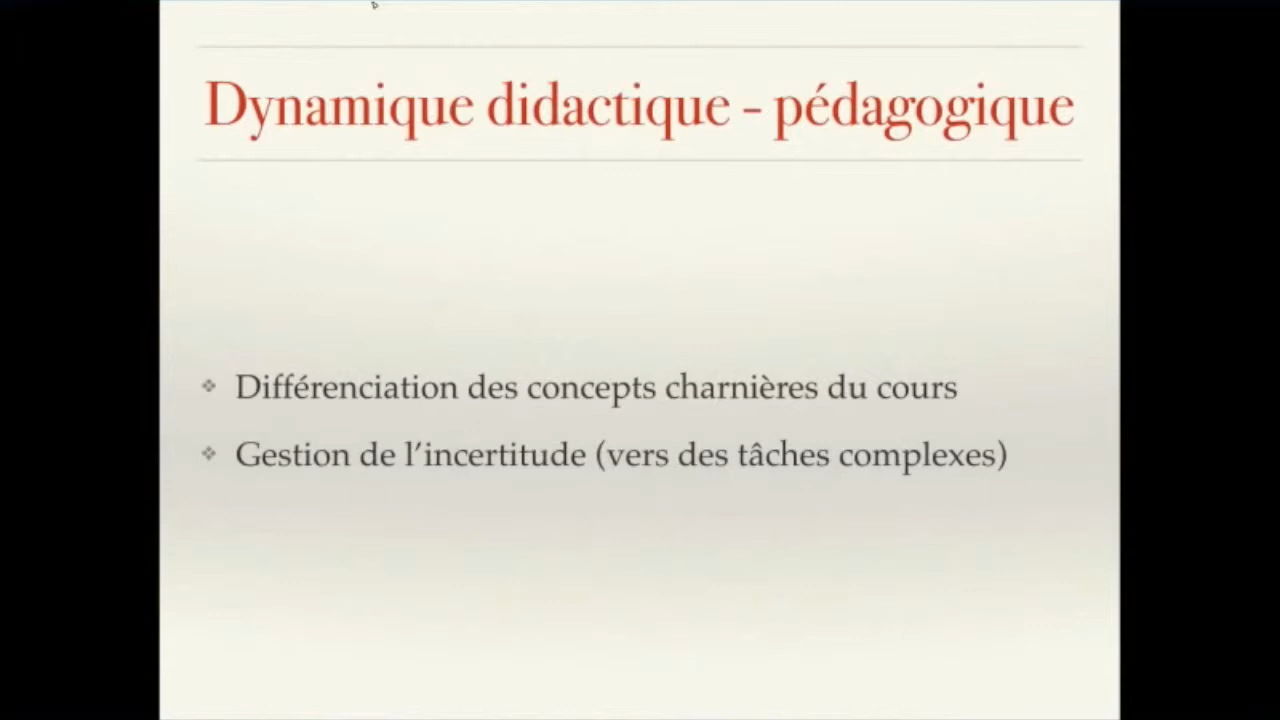 Dynamique didactique - pédagogique
❖ Différenciation des concepts charnières du cours
❖ Gestion de l’incertitude (vers des tâches complexes)